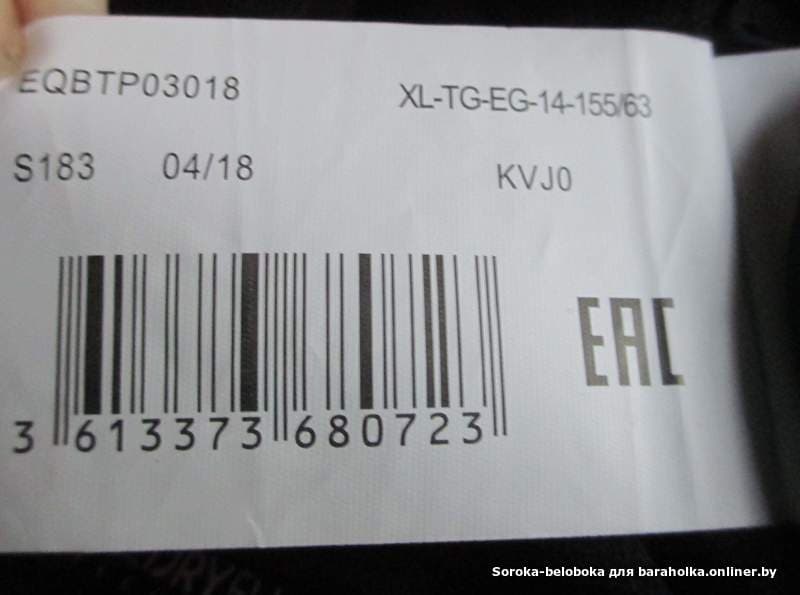 EQBTP03018
XL-TG-EG-14-155/63
S183 04/18
KVJ0
EAC
3 613373 680723
Soroka-beloboka для baraholka.onliner.by